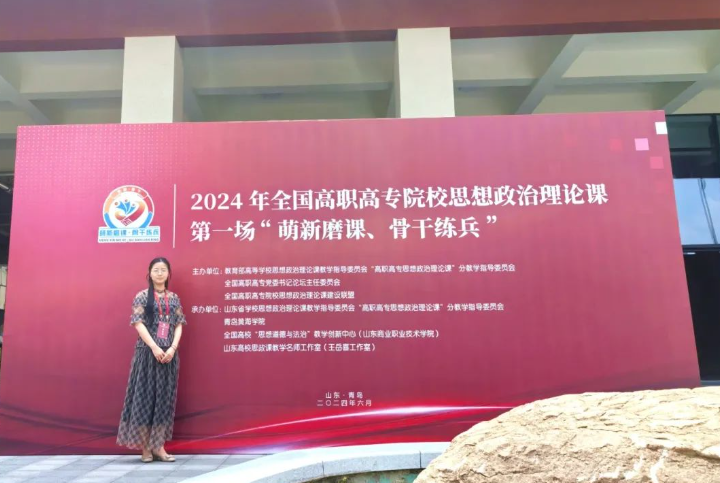 萌新磨课·骨干练兵
2024 年全国高职高专院校思想政治理论课
第一场“ 萌新磨课、骨干练兵 ”
主办单位：教育部高等学校思想政治理论课教学指导委员会“高职高专思想政治理论课”分教学指导委员会
全国高职高专党委书记论坛主任委员会
全国高职高专院校思想政治理论课建设联盟
承办单位：山东省学校思想政治理论课教学指导委员会“高职高专思想政治理论课”分教学指导委员会
青岛黄海学院
全国高校“思想道德与法治”教学创新中心（山东商业职业技术学院）
山东高校思政课教学名师工作室（王岳喜工作室）
山东·青岛
二〇二四年六月